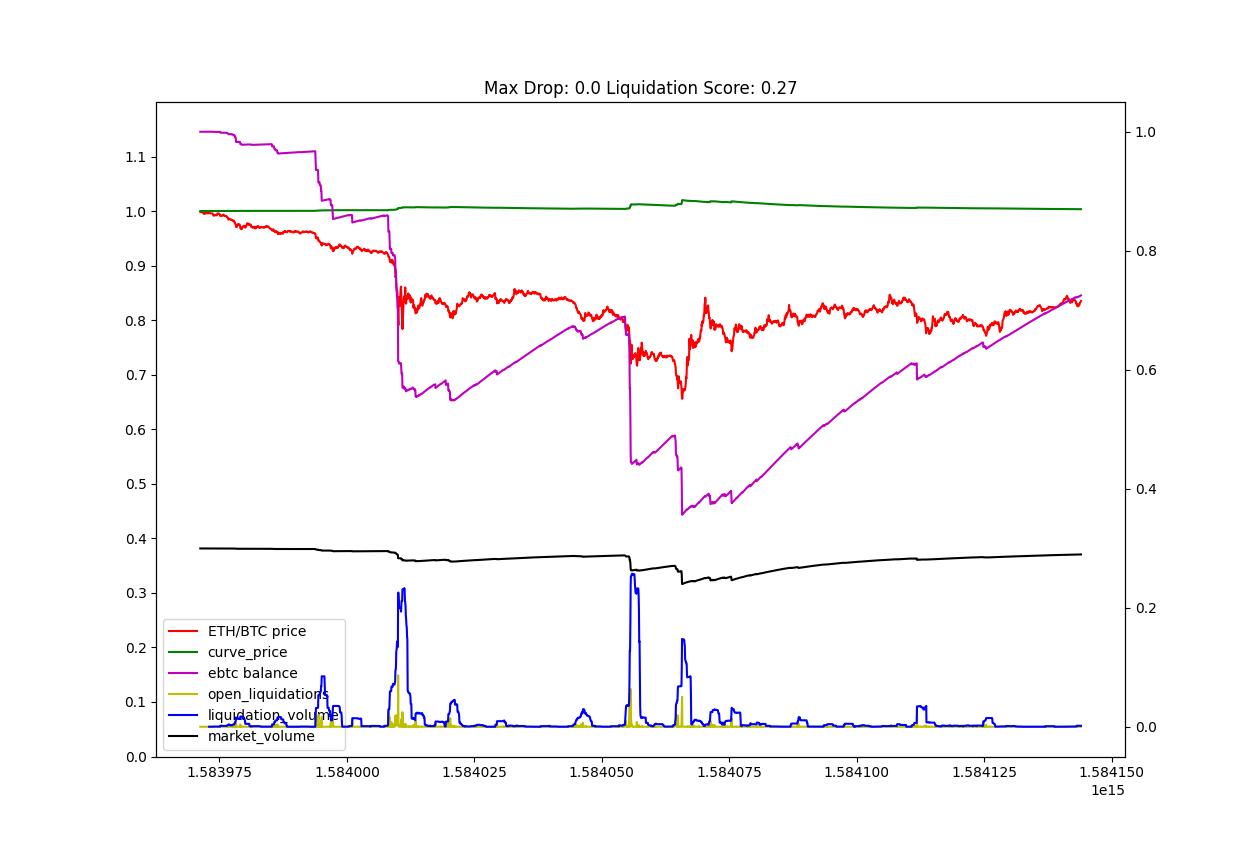 Max Drop: 0.0 Liquidation Score: 0.27
1.1
1.0
0.9
0.8
0.7
0.6
0.5
0.4
0.3
0.2
0.1
0.0
1.0
0.8
0.6
0.4
0.2
0.0
ETH/BTC price
curve_price
ebtc balance
open_liquidations
liquidation_volume
market_volume
1.583975 1.584000 1.584025 1.584050 1.584075 1.584100 1.584125 1.584150
1e15